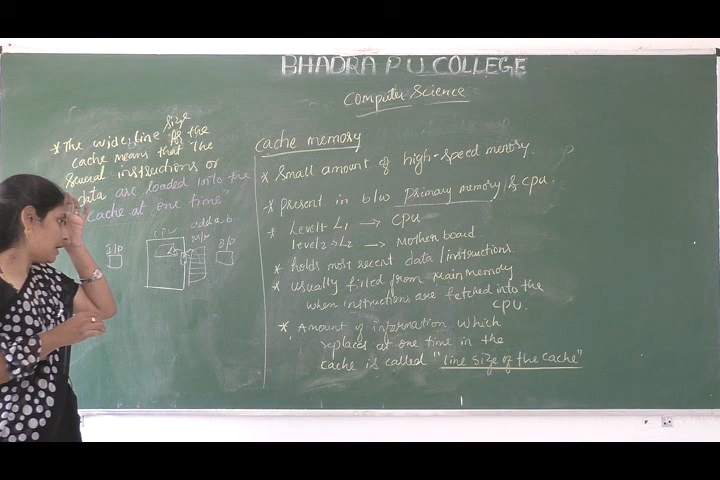 BHADRA P U COLLEGE
Computer Science
* The wider line size of the
cache means that the
several instructions or
data are loaded into the
cache at one time"
I/P
CPU
add a, b
M/M
O/P
cache memory
* Small amount of high-speed memory.
* present in b/w primary memory & CPU.
* Level1- L1 → CPU
level2 → L2 → Mother board
* holds most recent data/instructions.
* usually filled from main memory
when instructions are fetched into the
CPU.
* Amount of information which
replaces at one time in the
cache is called "line size of the cache"